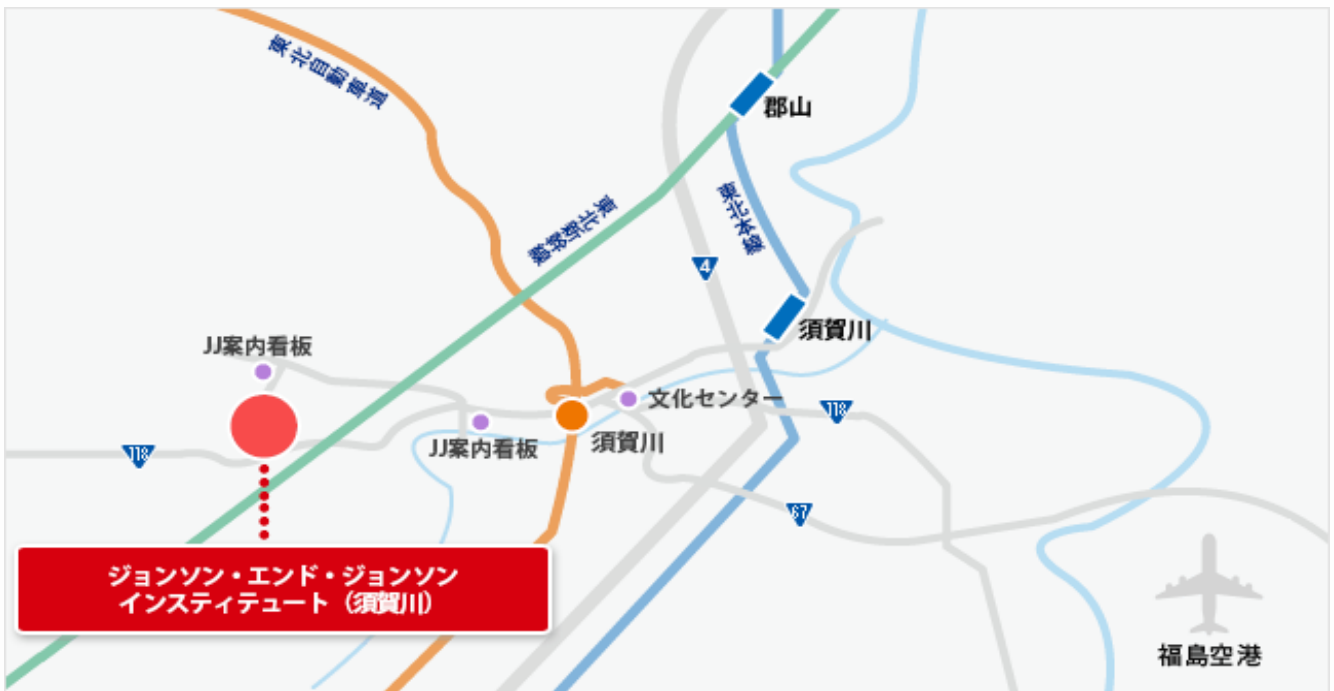 東北自動車道
郡山
東北本線
東北新幹線
4
須賀川
JJ案内看板
文化センター
118
JJ案内看板
須賀川
118
67
ジョンソン・エンド・ジョンソン
インスティテュート（須賀川）
福島空港